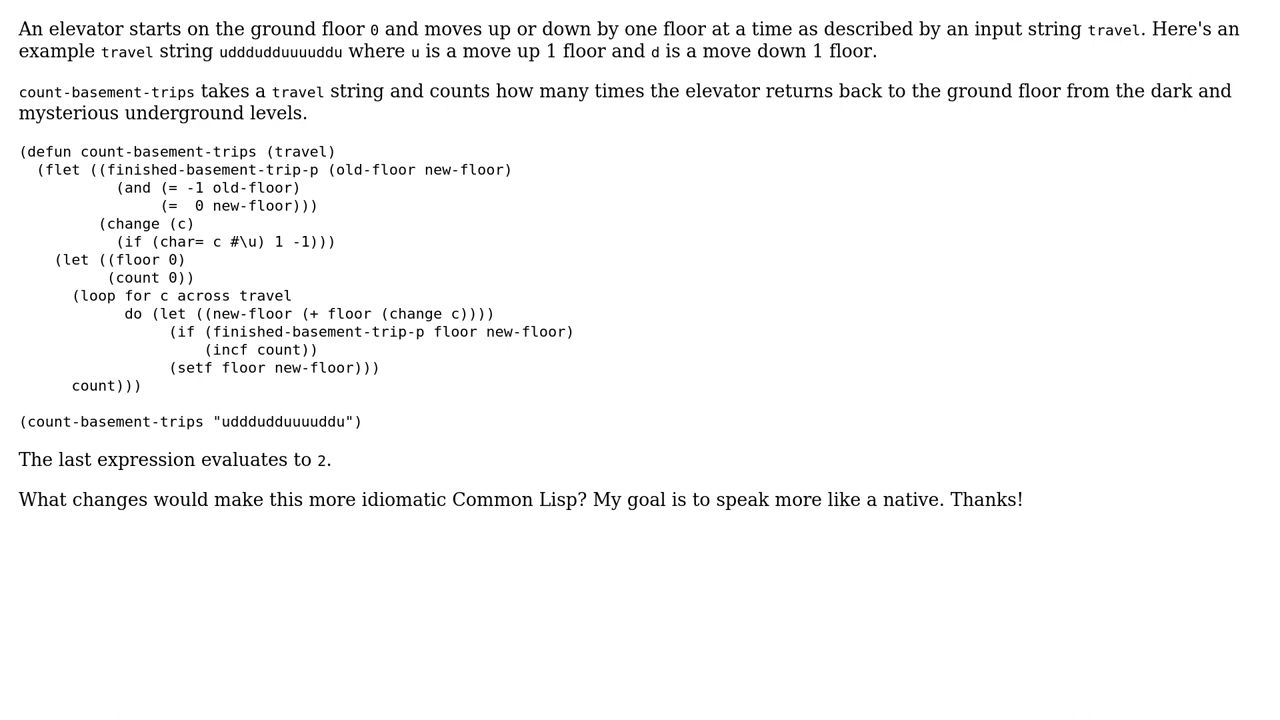 An elevator starts on the ground floor 0 and moves up or down by one floor at a time as described by an input string travel. Here's an
example travel string udddudduuuuddu where u is a move up 1 floor and d is a move down 1 floor.
count-basement-trips takes a travel string and counts how many times the elevator returns back to the ground floor from the dark and
mysterious underground levels.
(defun count-basement-trips (travel)
  (flet ((finished-basement-trip-p (old-floor new-floor)
           (and (= -1 old-floor)
                (=  0 new-floor)))
         (change (c)
           (if (char= c #\u) 1 -1)))
    (let ((floor 0)
          (count 0))
      (loop for c across travel
            do (let ((new-floor (+ floor (change c))))
                 (if (finished-basement-trip-p floor new-floor)
                     (incf count))
                 (setf floor new-floor)))
      count)))
(count-basement-trips "udddudduuuuddu")
The last expression evaluates to 2.
What changes would make this more idiomatic Common Lisp? My goal is to speak more like a native. Thanks!